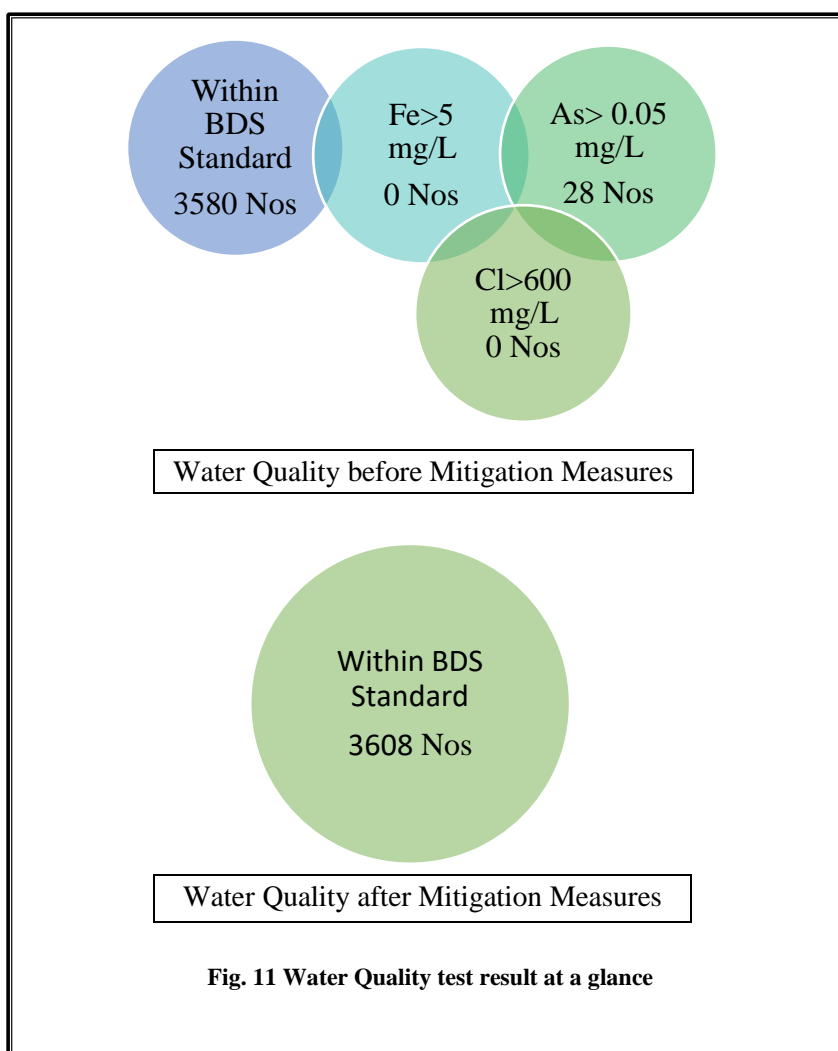 Within
BDS
Standard
3580 Nos
Fe>5
mg/L
0 Nos
As> 0.05
mg/L
28 Nos
Cl>600
mg/L
0 Nos
Water Quality before Mitigation Measures
Within BDS
Standard
3608 Nos
Water Quality after Mitigation Measures
Fig. 11 Water Quality test result at a glance